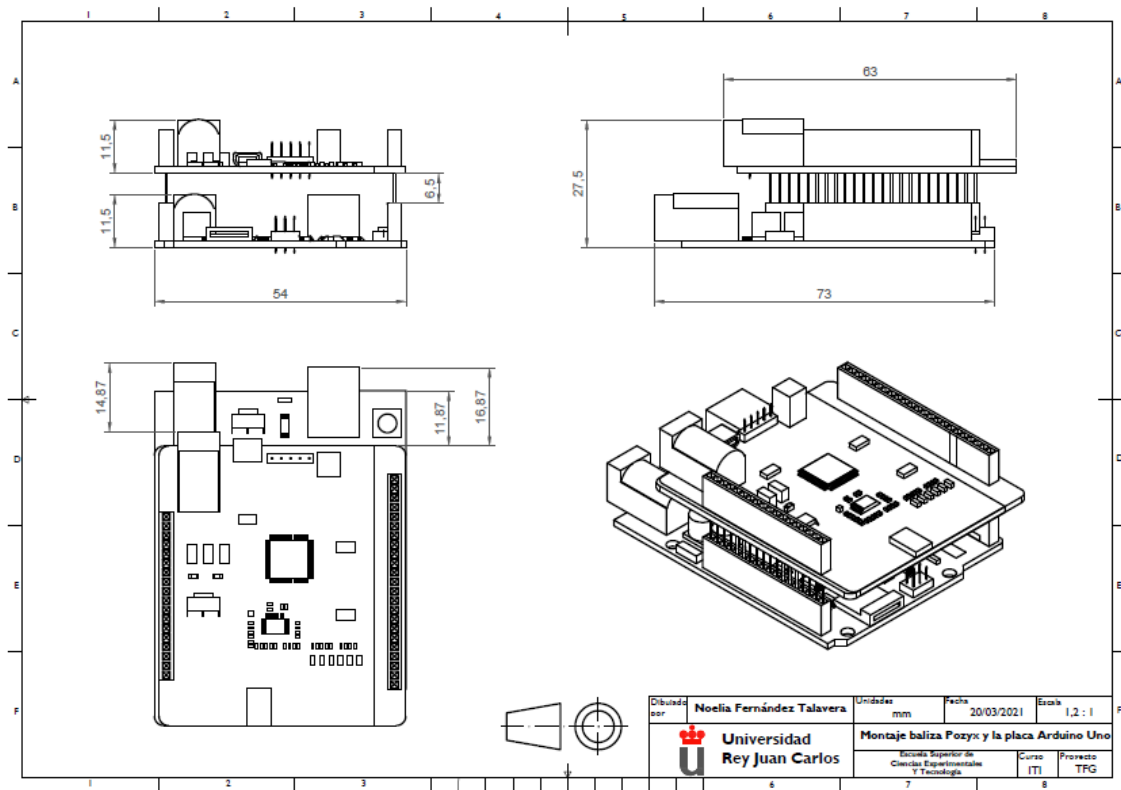 1 2 3 4 5 6 7 8
A A
63
11,5
27,5
6,5
B B
11,5
54
73
C C
14,87
11,87
16,87
D D
E E
F F
Dibujado por
Noelia Fernández Talavera
Unidades
mm
Fecha
20/03/2021
Escala
1,2 : 1
Universidad
Rey Juan Carlos
Montaje baliza Pozyx y la placa Arduino Uno
Escuela Superior de
Ciencias Experimentales
Y Tecnología
Curso
ITI
Proyecto
TFG
1 2 3 4 5 6 7 8